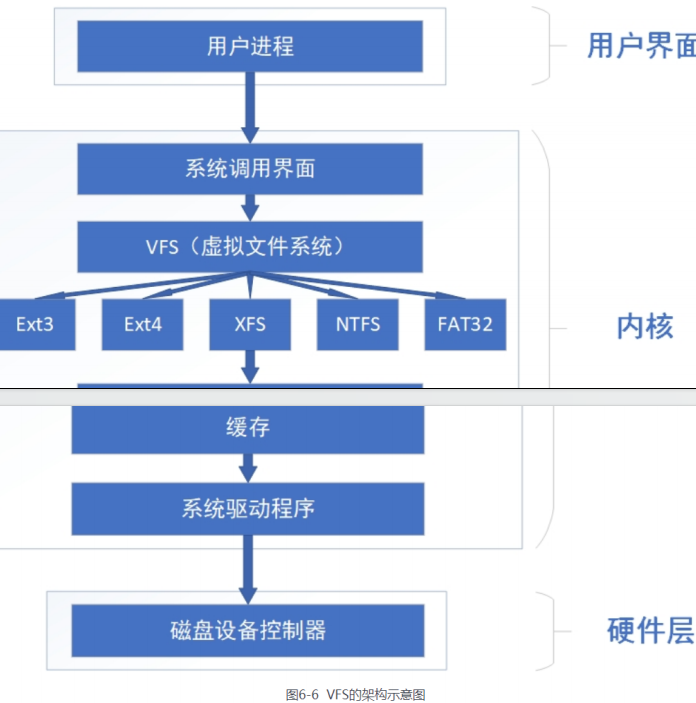 用户进程
用户界面
系统调用界面
VFS（虚拟文件系统）
Ext3 Ext4 XFS NTFS FAT32
内核
缓存
系统驱动程序
磁盘设备控制器
硬件层
图6-6 VFS的架构示意图